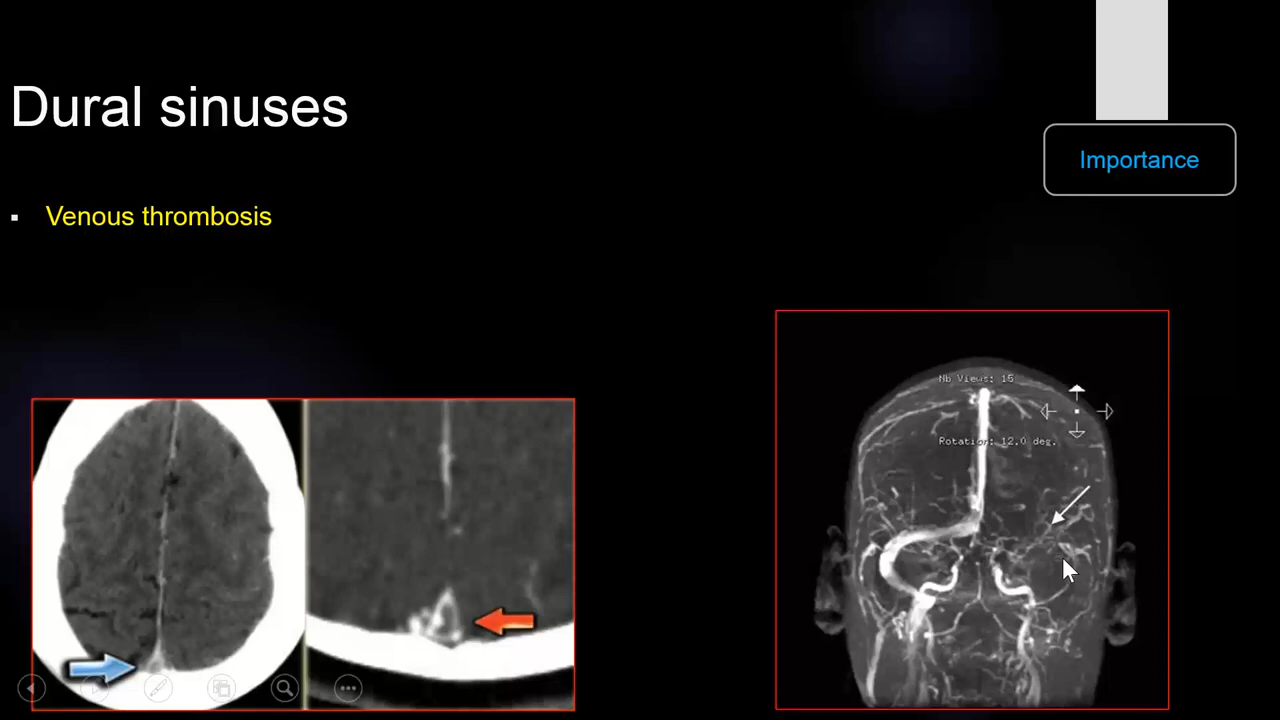 Dural sinuses
Importance
Venous thrombosis
Nb Views: 15
Rotation: 12.0 deg.